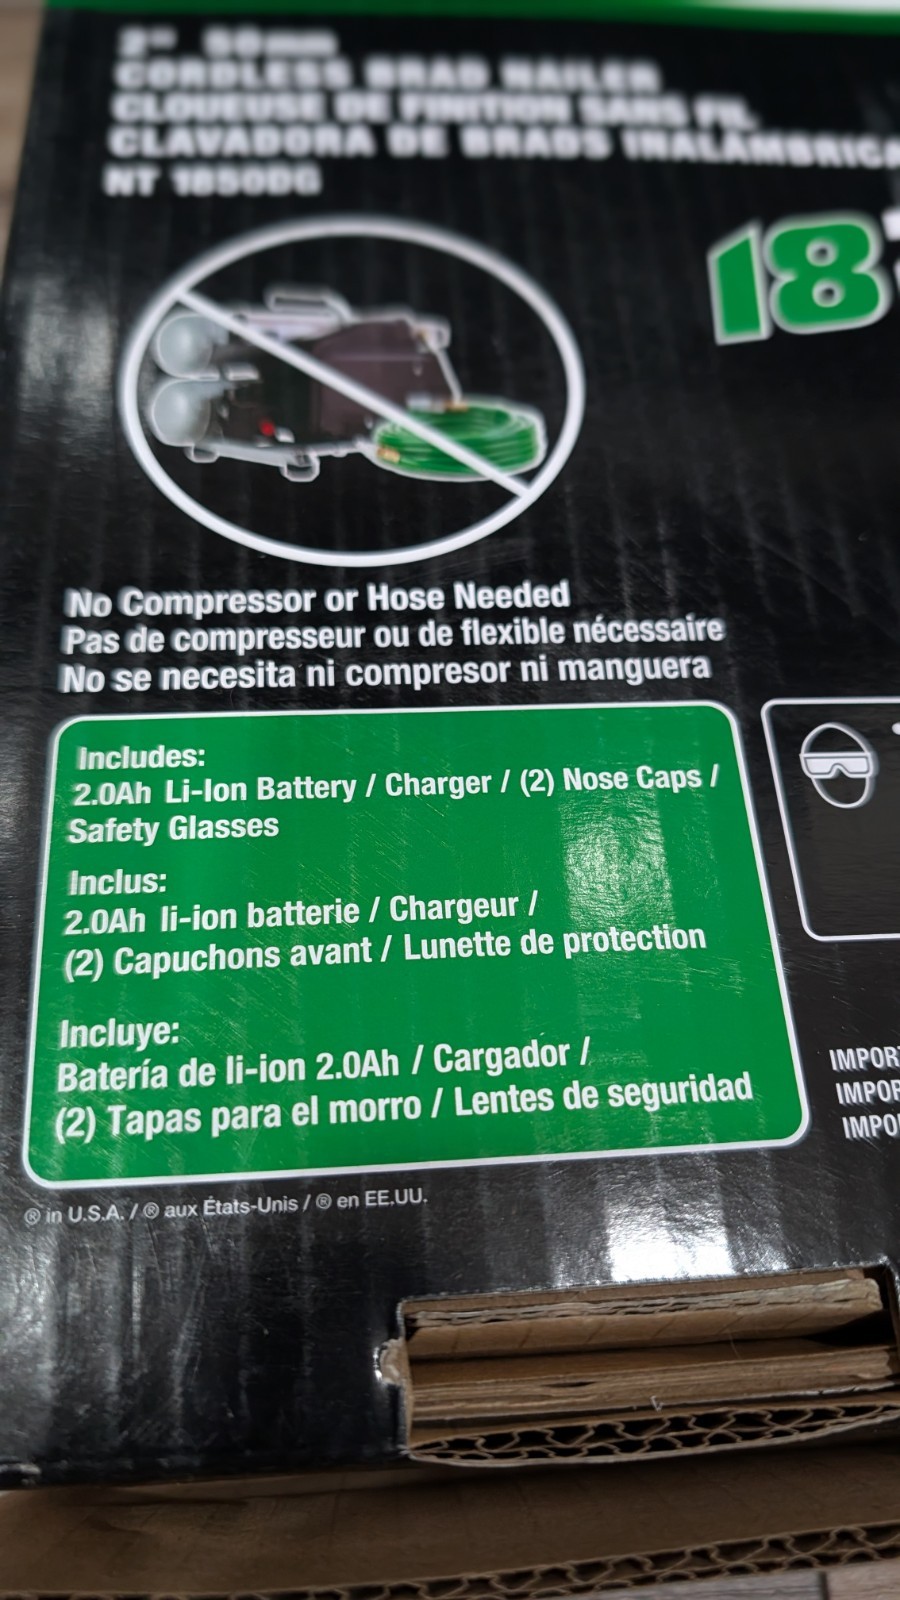 2" 50mm
CORDLESS BRAD NAILER
CLOUEUSE DE FINITION SANS FIL
CLAVADORA DE BRADS INALÁMBRICA
NT 1850DG
18
No Compressor or Hose Needed
Pas de compresseur ou de flexible nécessaire
No se necesita ni compresor ni manguera
Includes:
2.0Ah Li-Ion Battery / Charger / (2) Nose Caps /
Safety Glasses
Inclus:
2.0Ah li-ion batterie / Chargeur /
(2) Capuchons avant / Lunette de protection
Incluye:
Batería de li-ion 2.0Ah / Cargador /
(2) Tapas para el morro / Lentes de seguridad
® in U.S.A. / ® aux États-Unis / ® en EE.UU.